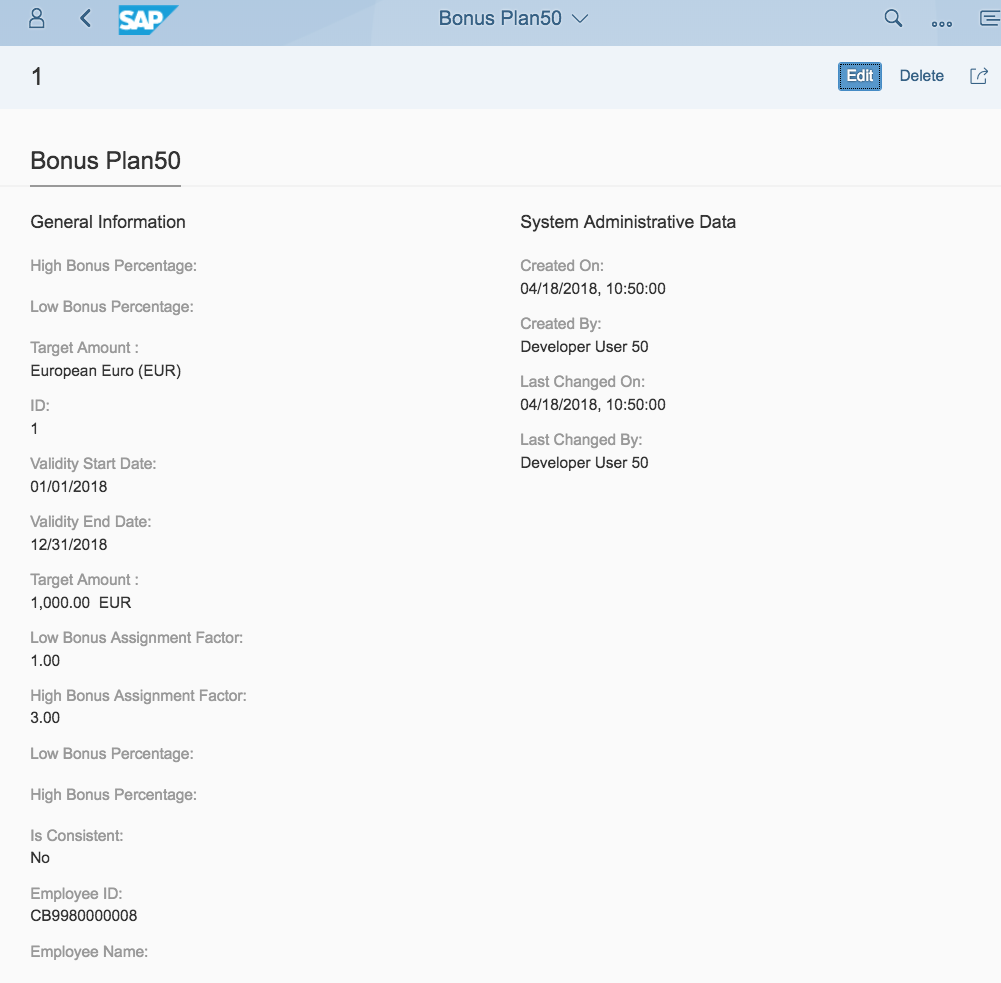 SAP
Bonus Plan50
1
Edit
Delete
Bonus Plan50
General Information
High Bonus Percentage:
Low Bonus Percentage:
Target Amount :
European Euro (EUR)
ID:
1
Validity Start Date:
01/01/2018
Validity End Date:
12/31/2018
Target Amount :
1,000.00 EUR
Low Bonus Assignment Factor:
1.00
High Bonus Assignment Factor:
3.00
Low Bonus Percentage:
High Bonus Percentage:
Is Consistent:
No
Employee ID:
CB9980000008
Employee Name:
System Administrative Data
Created On:
04/18/2018, 10:50:00
Created By:
Developer User 50
Last Changed On:
04/18/2018, 10:50:00
Last Changed By:
Developer User 50